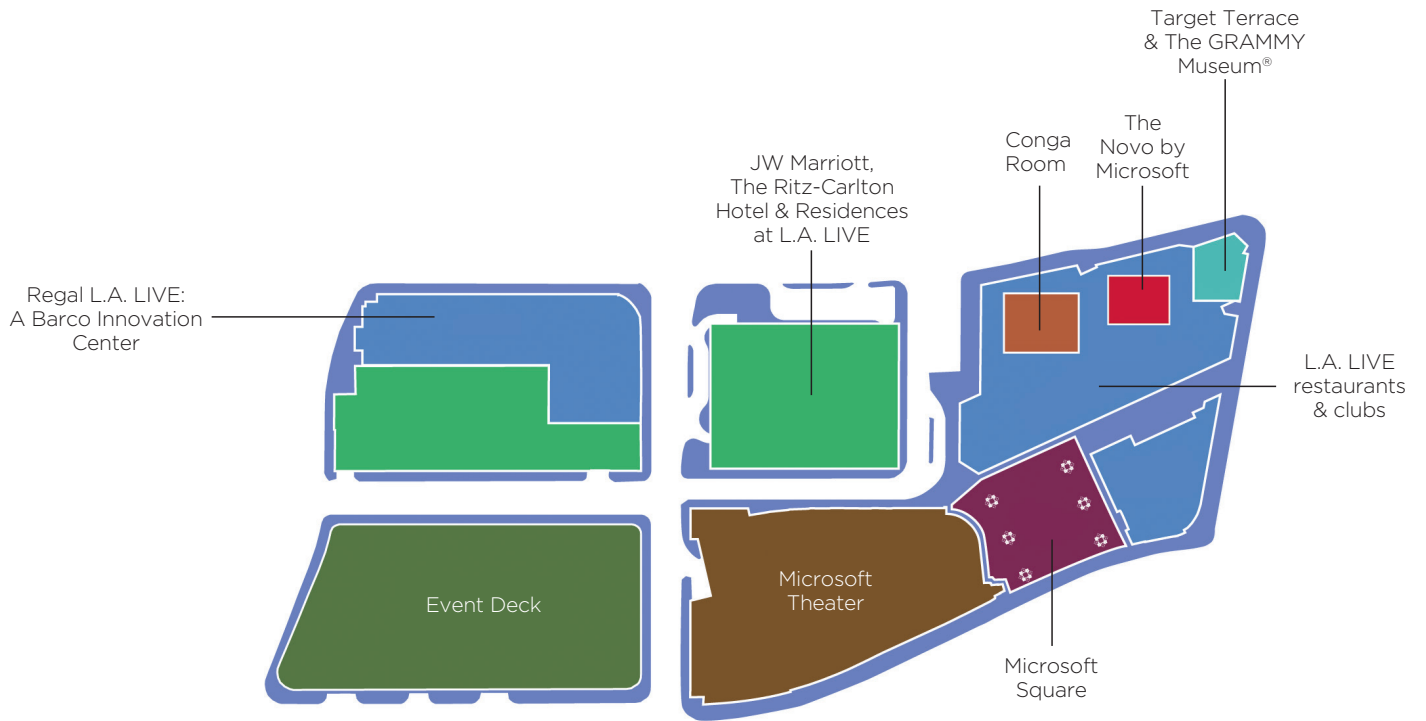 Target Terrace
& The GRAMMY
Museum®
The
Novo by
Microsoft
Conga
Room
JW Marriott,
The Ritz-Carlton
Hotel & Residences
at L.A. LIVE
Regal L.A. LIVE:
A Barco Innovation
Center
L.A. LIVE
restaurants
& clubs
Event Deck
Microsoft
Theater
Microsoft
Square